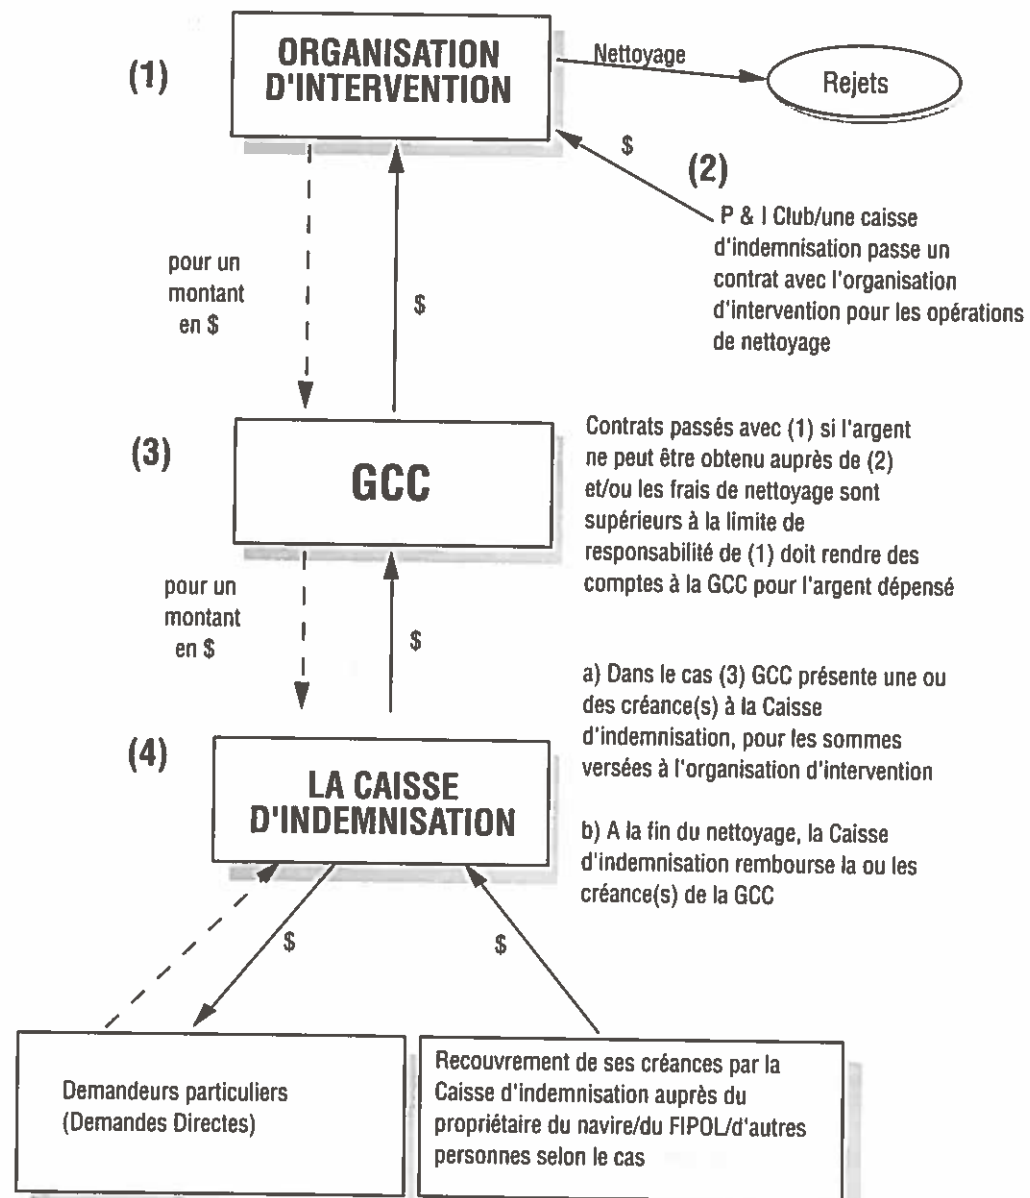 (1)
ORGANISATION
D'INTERVENTION
Nettoyage
Rejets
$
(2)
P & I Club/une caisse
d'indemnisation passe un
contrat avec l'organisation
d'intervention pour les opérations
de nettoyage
pour un
montant
en $
$
(3)
GCC
Contrats passés avec (1) si l'argent
ne peut être obtenu auprès de (2)
et/ou les frais de nettoyage sont
supérieurs à la limite de
responsabilité de (1) doit rendre des
comptes à la GCC pour l'argent dépensé
pour un
montant
en $
$
a) Dans le cas (3) GCC présente une ou
des créance(s) à la Caisse
d'indemnisation, pour les sommes
versées à l'organisation d'intervention
(4)
LA CAISSE
D'INDEMNISATION
b) A la fin du nettoyage, la Caisse
d'indemnisation rembourse la ou les
créance(s) de la GCC
$
$
Demandeurs particuliers
(Demandes Directes)
Recouvrement de ses créances par la
Caisse d'indemnisation auprès du
propriétaire du navire/du FIPOL/d'autres
personnes selon le cas